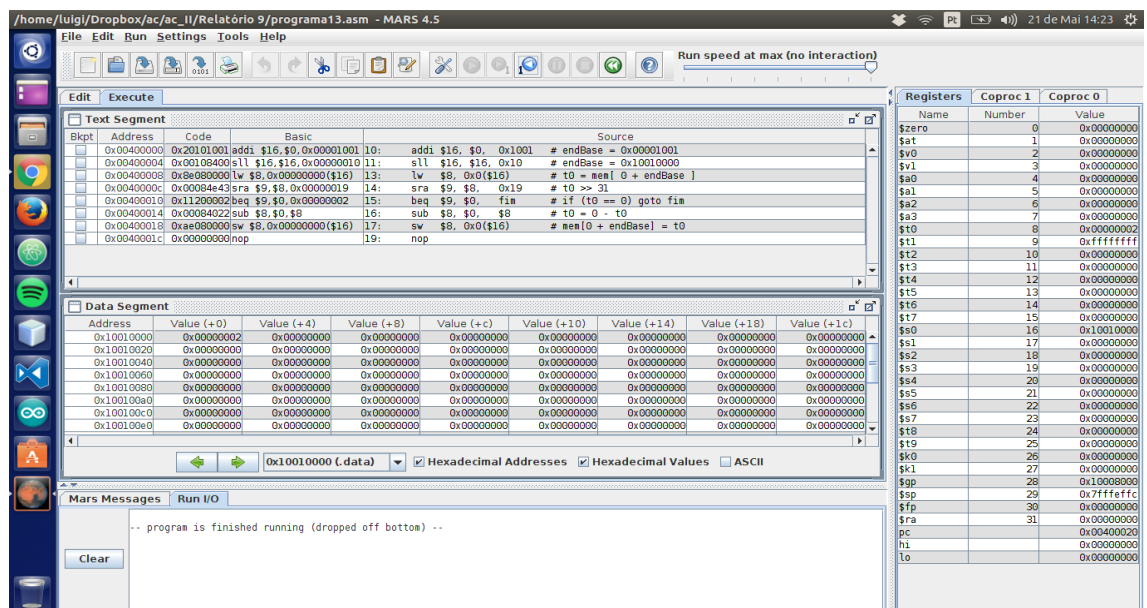 /home/luigi/Dropbox/ac/ac_II/Relatório 9/programa13.asm - MARS 4.5 Pt 21 de Mai 14:23
File Edit Run Settings Tools Help
Run speed at max (no interaction)
Edit Execute
Text Segment
Bkpt Address Code Basic Source
0x00400000 0x20101001 addi $16,$0,0x00001001 10: addi $16, $0, 0x1001 # endBase = 0x00001001
0x00400004 0x00108400 sll $16,$16,0x00000010 11: sll $16, $16, 0x10 # endBase = 0x10010000
0x00400008 0x8e080000 lw $8,0x00000000($16) 13: lw $8, 0x0($16) # t0 = mem[ 0 + endBase ]
0x0040000c 0x00084e43 sra $9,$8,0x00000019 14: sra $9, $8, 0x19 # t0 >> 31
0x00400010 0x11200002 beq $9,$0,0x00000002 15: beq $9, $0, fim # if (t0 == 0) goto fim
0x00400014 0x00084022 sub $8,$0,$8 16: sub $8, $0, $8 # t0 = 0 - t0
0x00400018 0xae080000 sw $8,0x00000000($16) 17: sw $8, 0x0($16) # mem[0 + endBase] = t0
0x0040001c 0x00000000 nop 19: nop
Data Segment
Address Value (+0) Value (+4) Value (+8) Value (+c) Value (+10) Value (+14) Value (+18) Value (+1c)
0x10010000 0x00000002 0x00000000 0x00000000 0x00000000 0x00000000 0x00000000 0x00000000 0x00000000
0x10010020 0x00000000 0x00000000 0x00000000 0x00000000 0x00000000 0x00000000 0x00000000 0x00000000
0x10010040 0x00000000 0x00000000 0x00000000 0x00000000 0x00000000 0x00000000 0x00000000 0x00000000
0x10010060 0x00000000 0x00000000 0x00000000 0x00000000 0x00000000 0x00000000 0x00000000 0x00000000
0x10010080 0x00000000 0x00000000 0x00000000 0x00000000 0x00000000 0x00000000 0x00000000 0x00000000
0x100100a0 0x00000000 0x00000000 0x00000000 0x00000000 0x00000000 0x00000000 0x00000000 0x00000000
0x100100c0 0x00000000 0x00000000 0x00000000 0x00000000 0x00000000 0x00000000 0x00000000 0x00000000
0x100100e0 0x00000000 0x00000000 0x00000000 0x00000000 0x00000000 0x00000000 0x00000000 0x00000000
0x10010000 (.data) Hexadecimal Addresses Hexadecimal Values ASCII
Mars Messages Run I/O
-- program is finished running (dropped off bottom) --
Clear
Registers Coproc 1 Coproc 0
Name Number Value
$zero 0 0x00000000
$at 1 0x00000000
$v0 2 0x00000000
$v1 3 0x00000000
$a0 4 0x00000000
$a1 5 0x00000000
$a2 6 0x00000000
$a3 7 0x00000000
$t0 8 0x00000002
$t1 9 0xffffffff
$t2 10 0x00000000
$t3 11 0x00000000
$t4 12 0x00000000
$t5 13 0x00000000
$t6 14 0x00000000
$t7 15 0x00000000
$s0 16 0x10010000
$s1 17 0x00000000
$s2 18 0x00000000
$s3 19 0x00000000
$s4 20 0x00000000
$s5 21 0x00000000
$s6 22 0x00000000
$s7 23 0x00000000
$t8 24 0x00000000
$t9 25 0x00000000
$k0 26 0x00000000
$k1 27 0x00000000
$gp 28 0x10008000
$sp 29 0x7fffeffc
$fp 30 0x00000000
$ra 31 0x00000000
pc 0x00400020
hi 0x00000000
lo 0x00000000